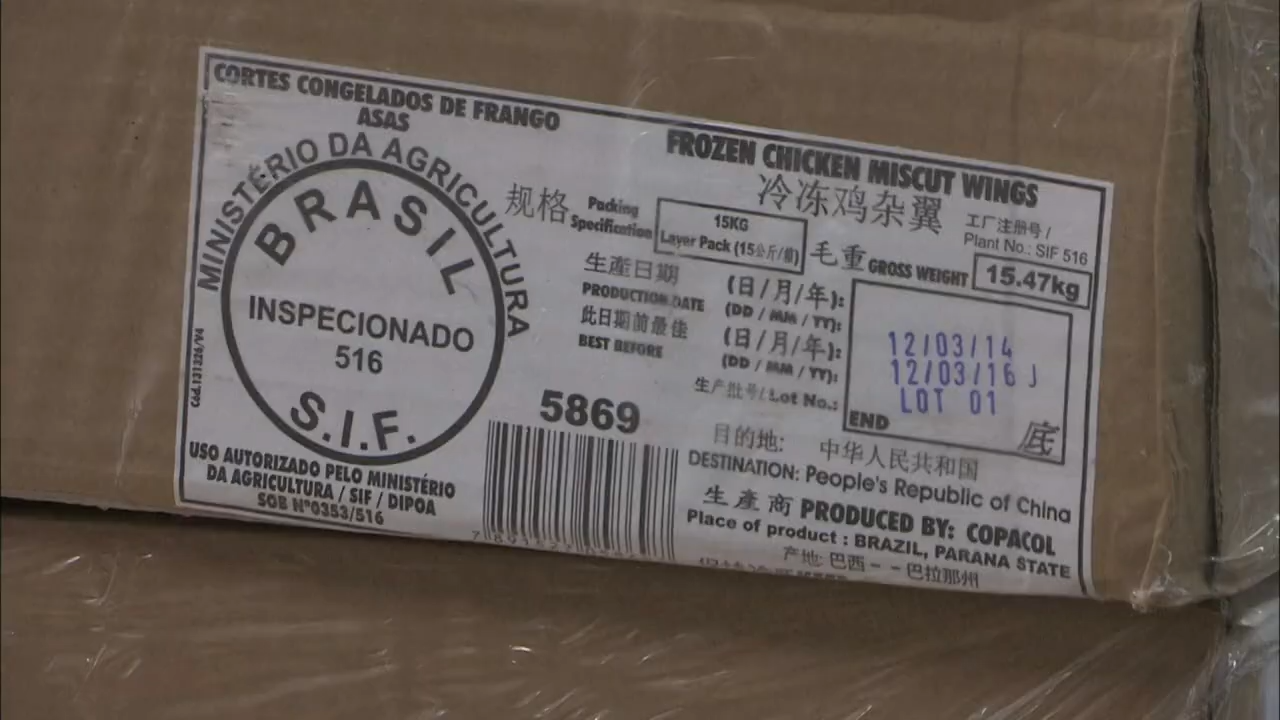 CORTES CONGELADOS DE FRANGO
ASAS
MINISTÉRIO DA AGRICULTURA
BRASIL
INSPECIONADO
516
S.I.F.
Cód.131326/V4
USO AUTORIZADO PELO MINISTÉRIO
DA AGRICULTURA / SIF / DIPOA
SOB Nº0353/516
FROZEN CHICKEN MISCUT WINGS
冷冻鸡杂翼
工厂注册号 /
Plant No.: SIF 516
规格 Packing Specification
15KG
Layer Pack (15公斤/箱)
毛重 GROSS WEIGHT 15.47kg
生產日期 (日/月/年):
PRODUCTION DATE (DD / MM / YY):
此日期前最佳 (日/月/年):
BEST BEFORE (DD / MM / YY):
生产批号/ Lot No.:
12/03/14
12/03/16 J
LOT 01
END 底
5869
目的地: 中华人民共和国
DESTINATION: People's Republic of China
生產商 PRODUCED BY: COPACOL
Place of product : BRAZIL, PARANA STATE
产地: 巴西 - - 巴拉那州